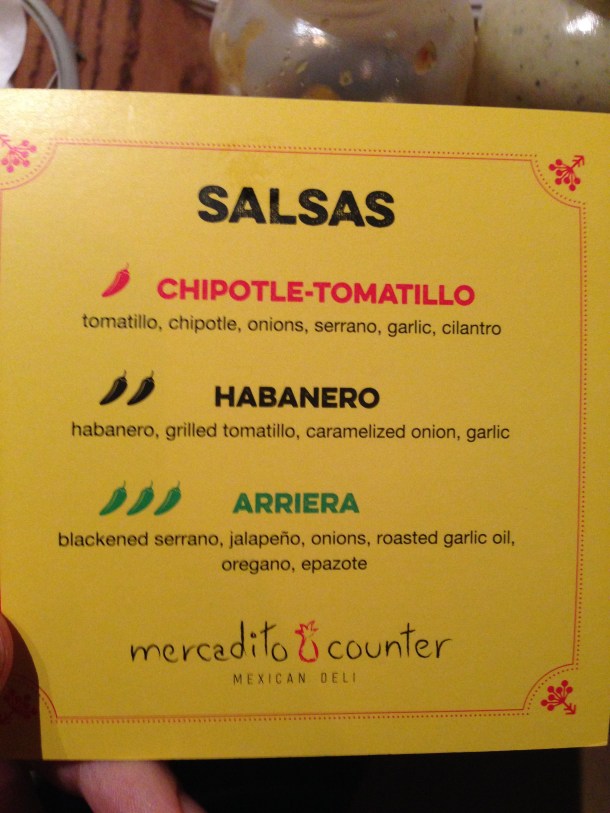 SALSAS
CHIPOTLE-TOMATILLO
tomatillo, chipotle, onions, serrano, garlic, cilantro
HABANERO
habanero, grilled tomatillo, caramelized onion, garlic
ARRIERA
blackened serrano, jalapeño, onions, roasted garlic oil,
oregano, epazote
mercadito counter
MEXICAN DELI